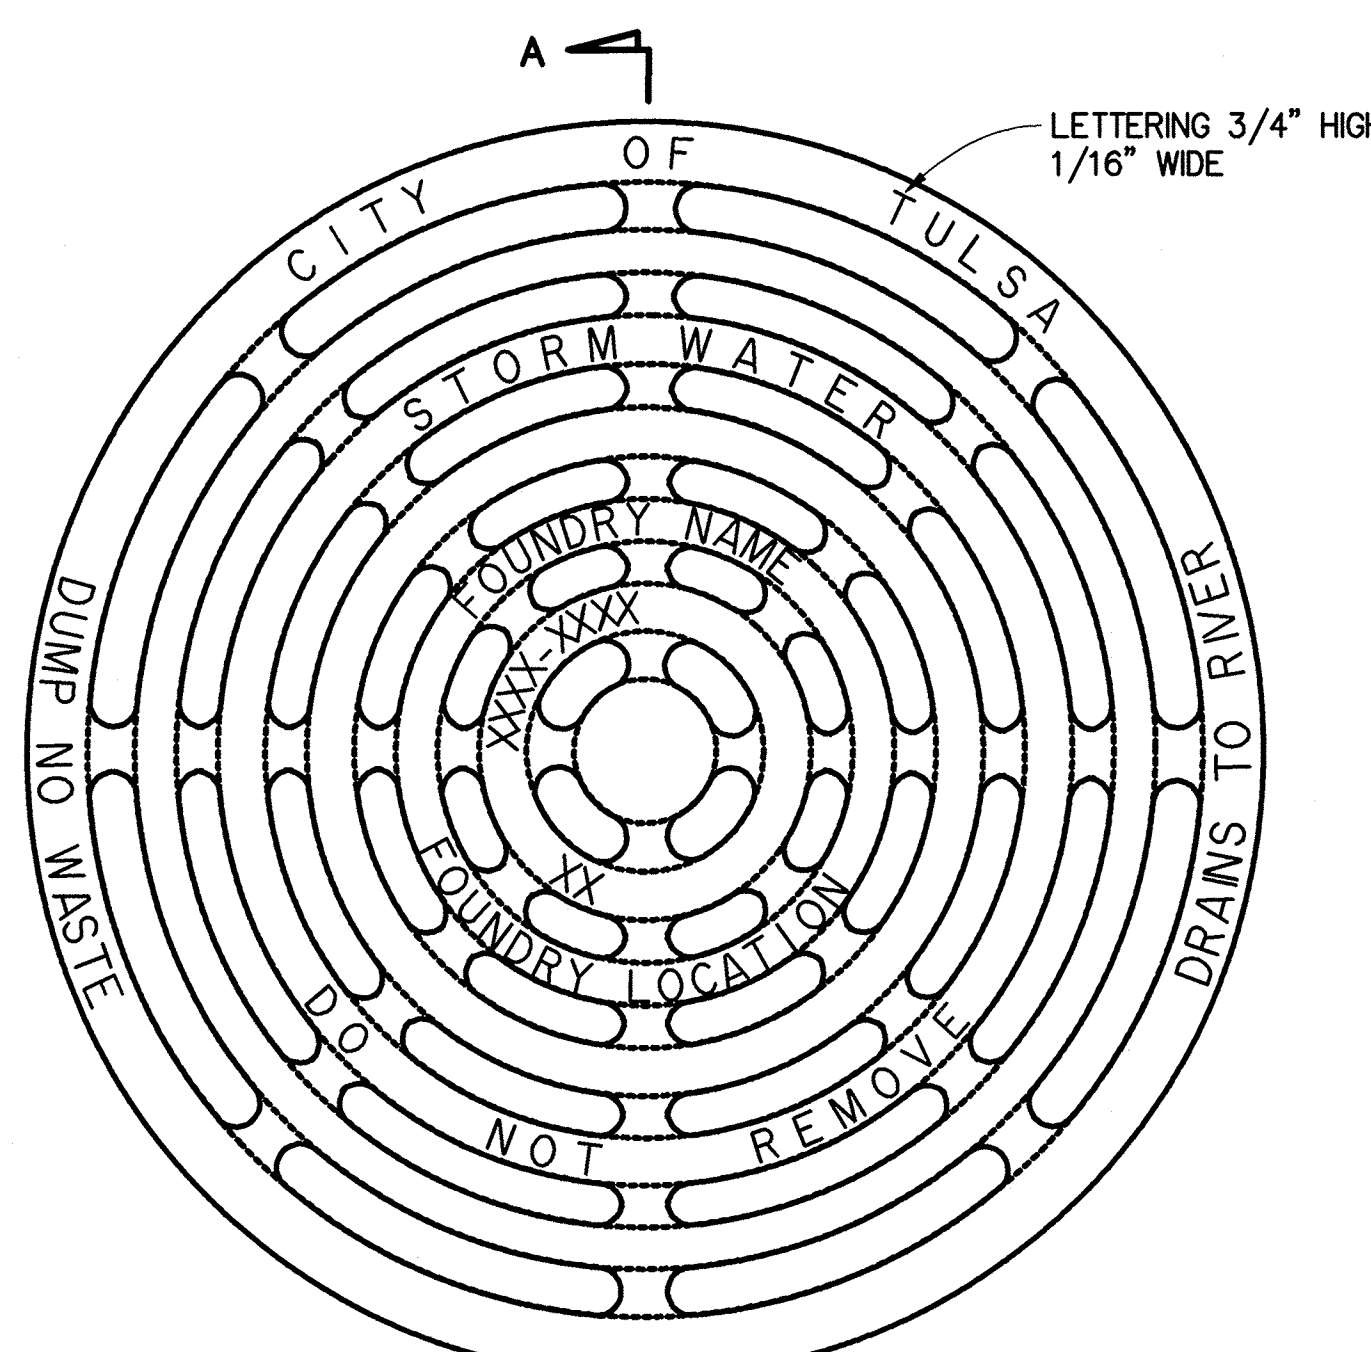 A
LETTERING 3/4” HIGH
1/16” WIDE
CITY OF TULSA
STORM WATER
FOUNDRY NAME
XXXX-XXXX
XX
FOUNDRY LOCATION
DO NOT REMOVE
DUMP NO WASTE
DRAINS TO RIVER